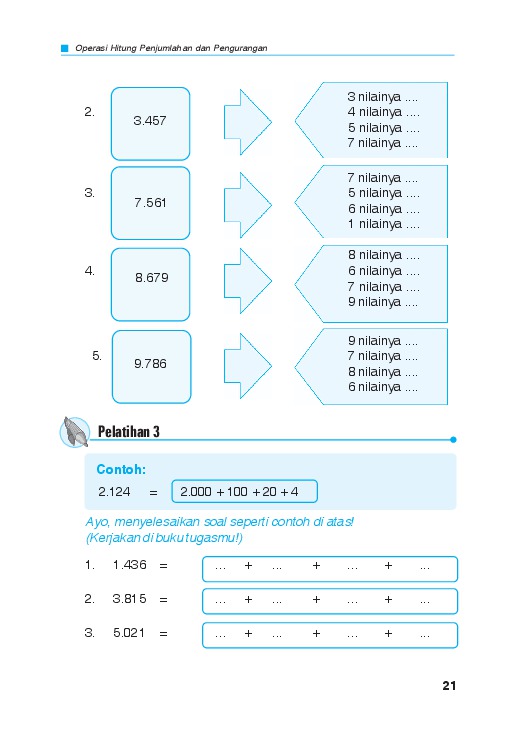 Operasi Hitung Penjumlahan dan Pengurangan
2. 3.457
3 nilainya ....
4 nilainya ....
5 nilainya ....
7 nilainya ....
3. 7.561
7 nilainya ....
5 nilainya ....
6 nilainya ....
1 nilainya ....
4. 8.679
8 nilainya ....
6 nilainya ....
7 nilainya ....
9 nilainya ....
5. 9.786
9 nilainya ....
7 nilainya ....
8 nilainya ....
6 nilainya ....
Pelatihan 3
Contoh:
2.124 = 2.000 + 100 + 20 + 4
Ayo, menyelesaikan soal seperti contoh di atas!
(Kerjakan di buku tugasmu!)
1. 1.436 = ... + ... + ... + ...
2. 3.815 = ... + ... + ... + ...
3. 5.021 = ... + ... + ... + ...
21